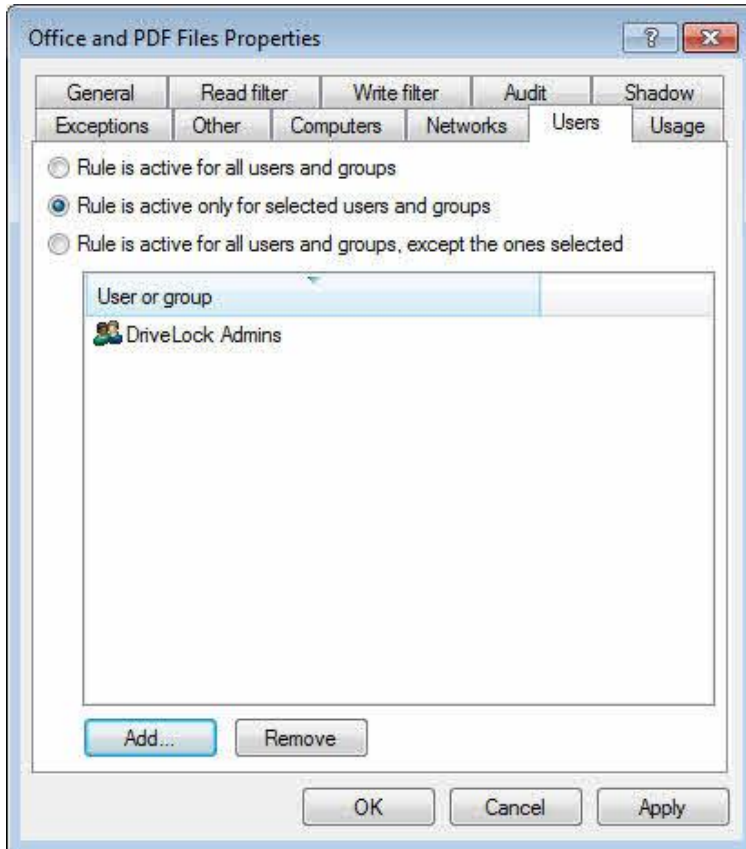 Office and PDF Files Properties
General Read filter Write filter Audit Shadow
Exceptions Other Computers Networks Users Usage
Rule is active for all users and groups
Rule is active only for selected users and groups
Rule is active for all users and groups, except the ones selected
User or group
DriveLock Admins
Add... Remove
OK Cancel Apply